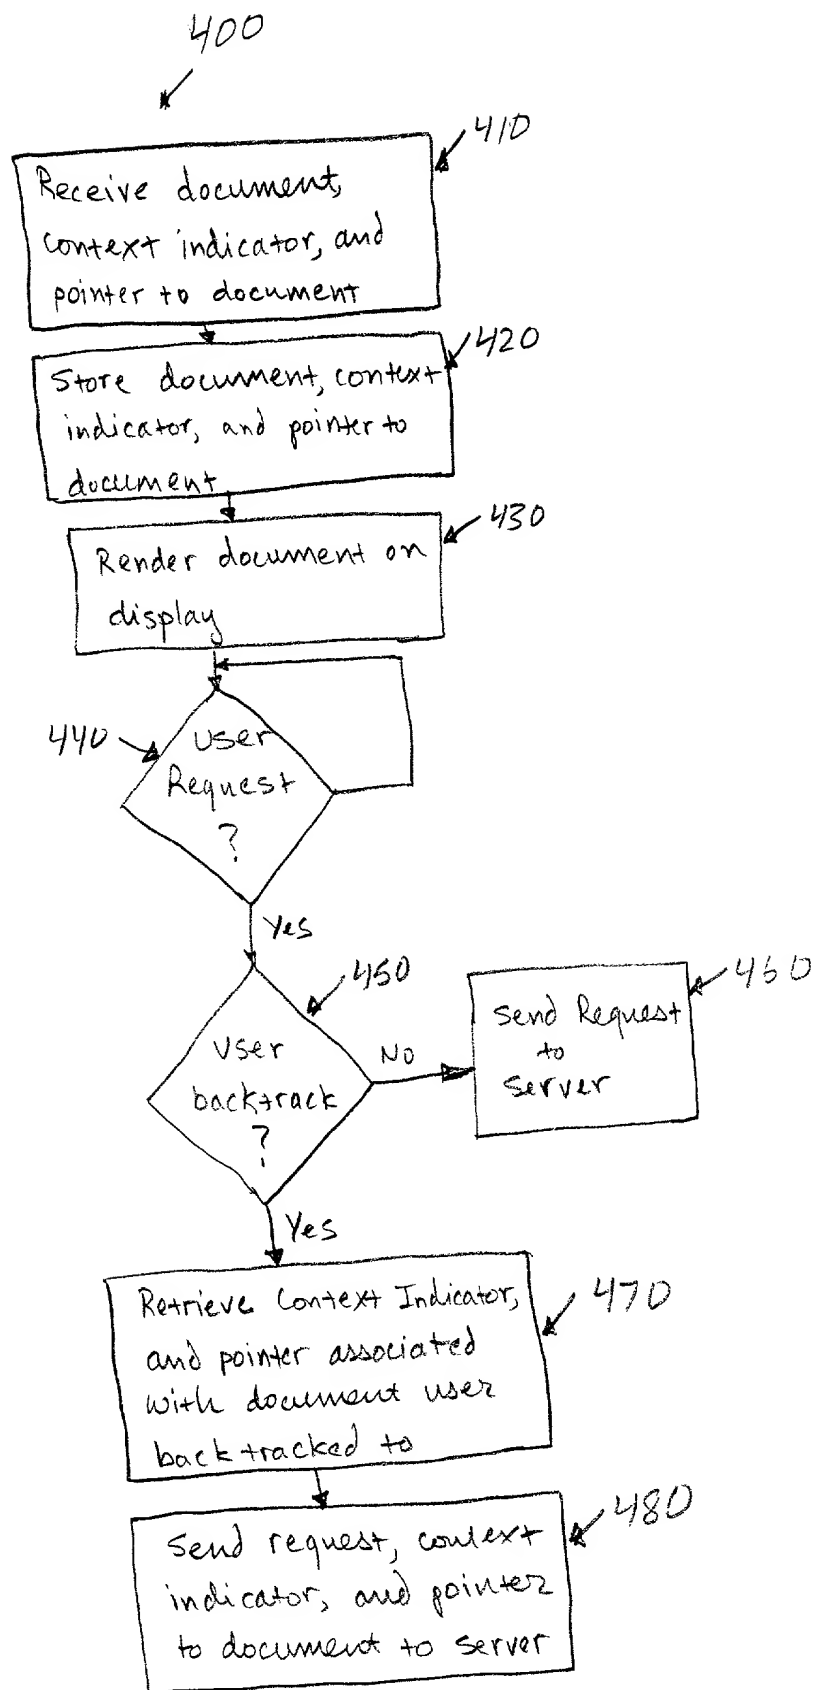 400
410
Receive document,
context indicator, and
pointer to document
420
Store document, context
indicator, and pointer to
document
430
Render document on
display
440
User
Request
?
Yes
450
User
backtrack
?
No
460
Send Request
to
Server
Yes
470
Retrieve Context Indicator,
and pointer associated
with document user
backtracked to
480
Send request, context
indicator, and pointer
to document to server